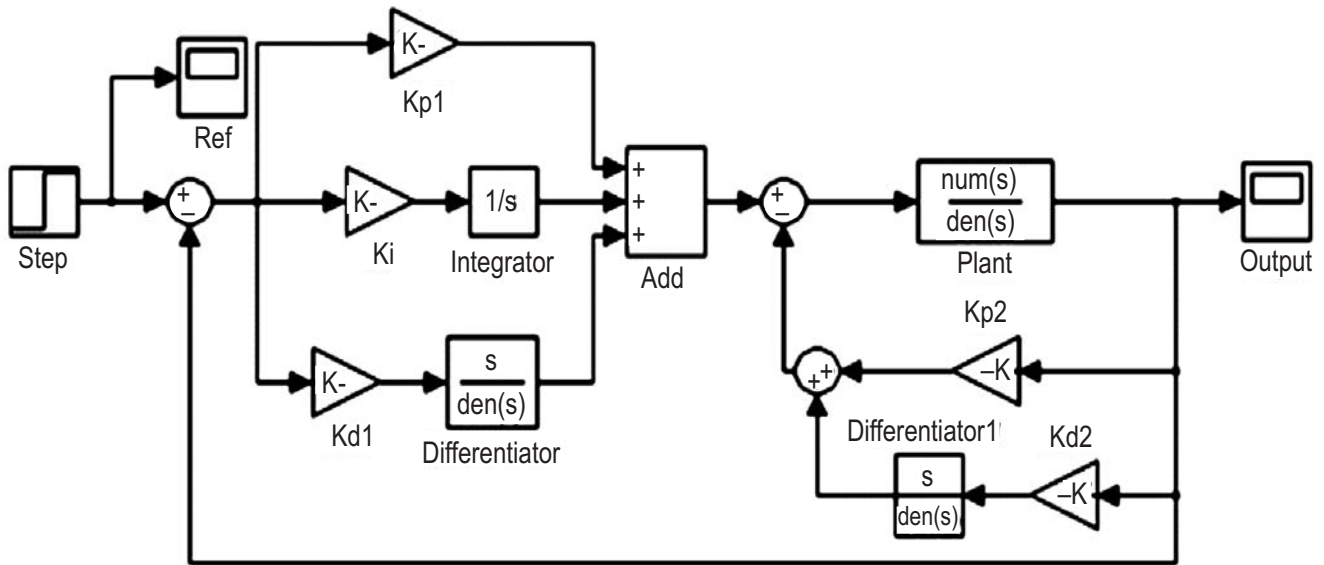 K-
Kp1
Ref
+
−
Step
K-
Ki
1/s
Integrator
+
+
+
Add
K-
Kd1
s
den(s)
Differentiator
+
−
num(s)
den(s)
Plant
Output
Kp2
–K
+
+
Differentiator1
s
den(s)
Kd2
–K